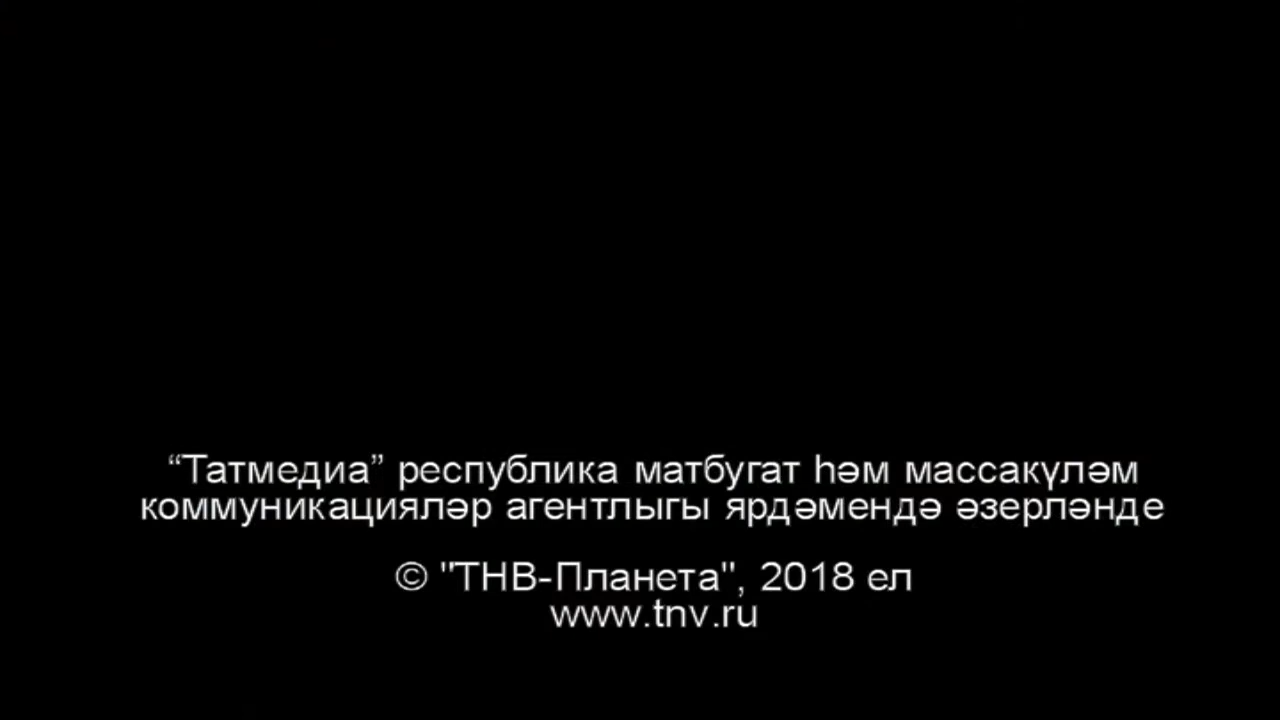 “Татмедиа” республика матбугат һәм массакүләм
коммуникацияләр агентлыгы ярдәмендә әзерләнде
© "ТНВ-Планета", 2018 ел
www.tnv.ru